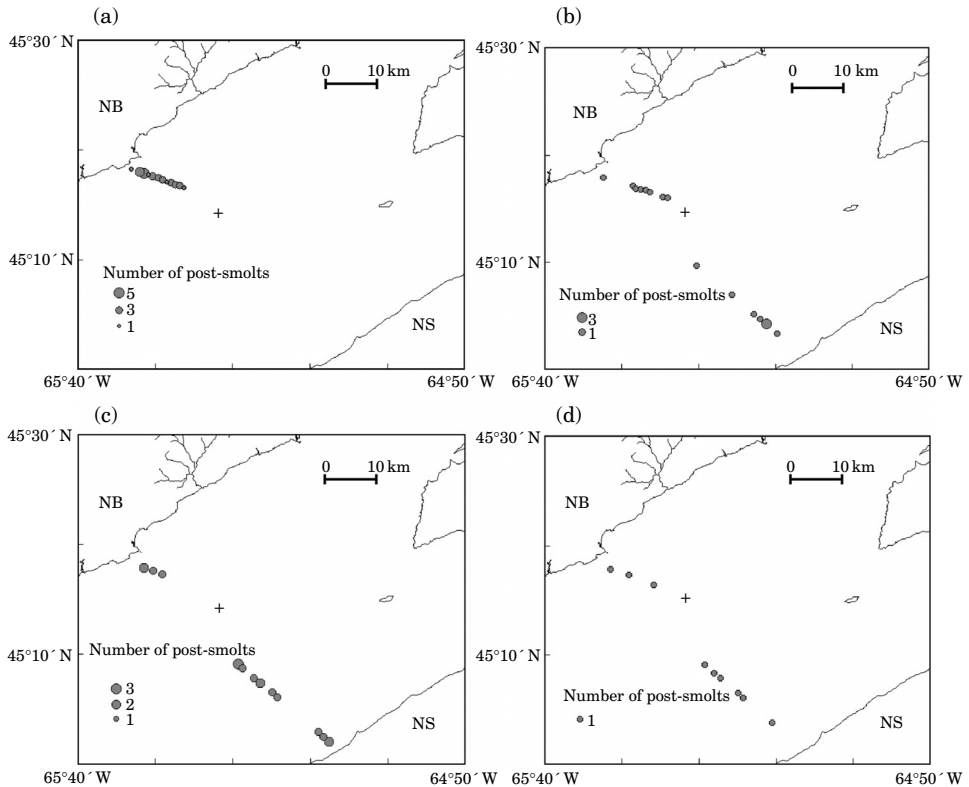 (a)
45°30´ N
0 10 km
NB
45°10´ N
Number of post-smolts
5
3
1
NS
65°40´ W
64°50´ W
(b)
45°30´ N
0 10 km
NB
45°10´ N
Number of post-smolts
3
1
NS
65°40´ W
64°50´ W
(c)
45°30´ N
0 10 km
NB
45°10´ N
Number of post-smolts
3
2
1
NS
65°40´ W
64°50´ W
(d)
45°30´ N
0 10 km
NB
45°10´ N
Number of post-smolts
1
NS
65°40´ W
64°50´ W